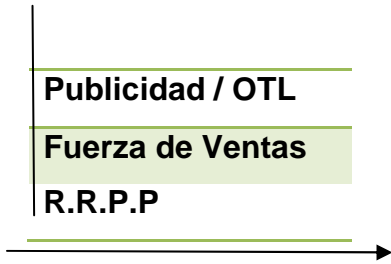 Publicidad / OTL
Fuerza de Ventas
R.R.P.P